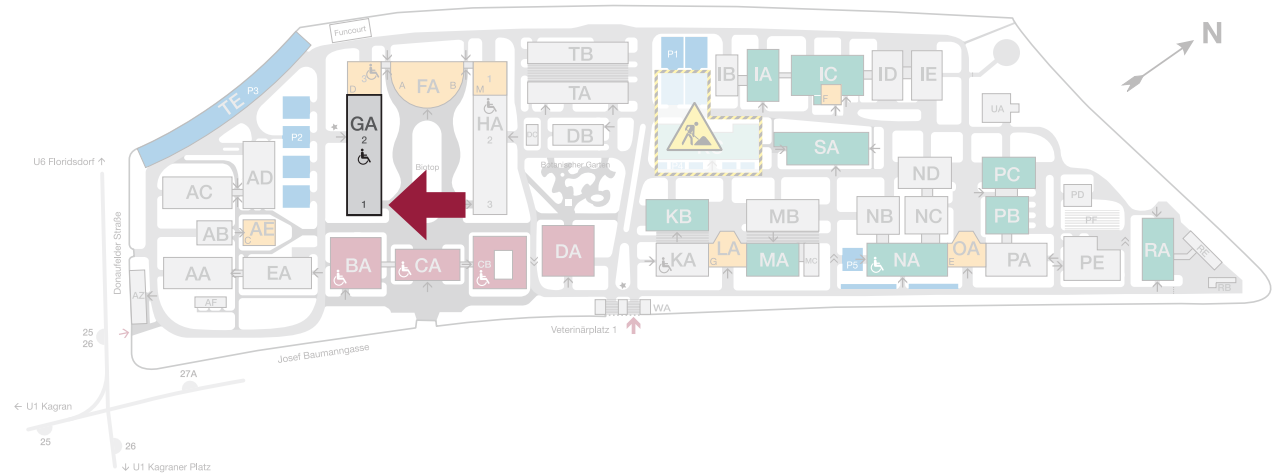 N
Funcourt
TE
P3
P2
U6 Floridsdorf ↑
Donaufelder Straße
AC
AD
AB
AE
C
AA
EA
AF
AZ
25
26
3
D
GA
2
1
A
FA
B
1
M
HA
2
3
Biotop
BA
CA
CB
TB
TA
DC
DB
Botanischer Garten
DA
P1
IB
IA
IC
F
ID
IE
UA
SA
ND
NB
NC
PC
PB
PD
PF
KB
MB
KA
LA
G
MA
MC
P5
NA
OA
E
PA
PE
RA
RE
RB
WA
Veterinärplatz 1
Josef Baumanngasse
27A
← U1 Kagran
25
26
↓ U1 Kagraner Platz